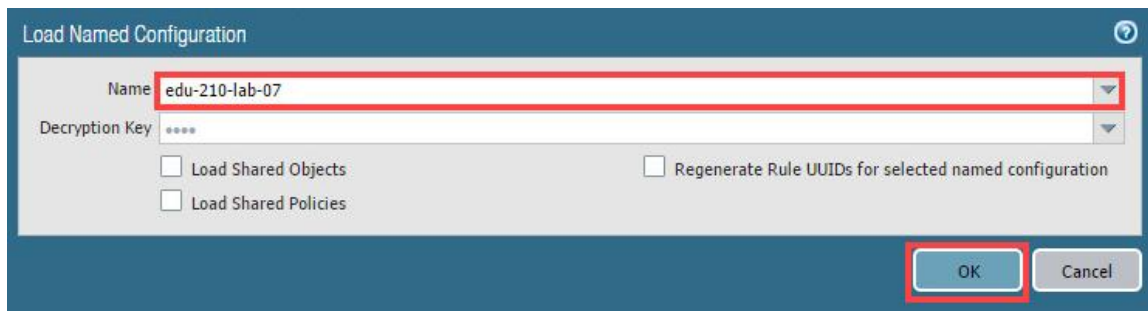 Load Named Configuration
Name edu-210-lab-07
Decryption Key ••••
Load Shared Objects Regenerate Rule UUIDs for selected named configuration
Load Shared Policies
OK Cancel